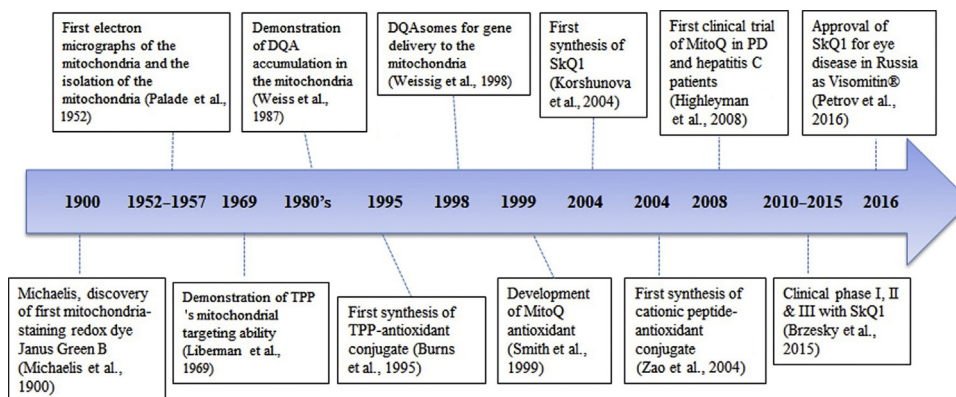 First electron
micrographs of the
mitochondria and the
isolation of the
mitochondria (Palade et al.,
1952)
Demonstration
of DQA
accumulation in
the mitochondria
(Weiss et al.,
1987)
DQAsomes for gene
delivery to the
mitochondria
(Weissig et al., 1998)
First
synthesis of
SkQ1
(Korshunova
et al., 2004)
First clinical trial
of MitoQ in PD
and hepatitis C
patients
(Highleyman
et al., 2008)
Approval of
SkQ1 for eye
disease in Russia
as Visomitin®
(Petrov et al.,
2016)
1900 1952–1957 1969 1980's 1995 1998 1999 2004 2004 2008 2010–2015 2016
Michaelis, discovery
of first mitochondria-
staining redox dye
Janus Green B
(Michaelis et al.,
1900)
Demonstration of TPP
's mitochondrial
targeting ability
(Liberman et al.,
1969)
First synthesis of
TPP-antioxidant
conjugate (Burns
et al., 1995)
Development
of MitoQ
antioxidant
(Smith et al.,
1999)
First synthesis of
cationic peptide-
antioxidant
conjugate
(Zao et al., 2004)
Clinical phase I, II
& III with SkQ1
(Brzesky et al.,
2015)